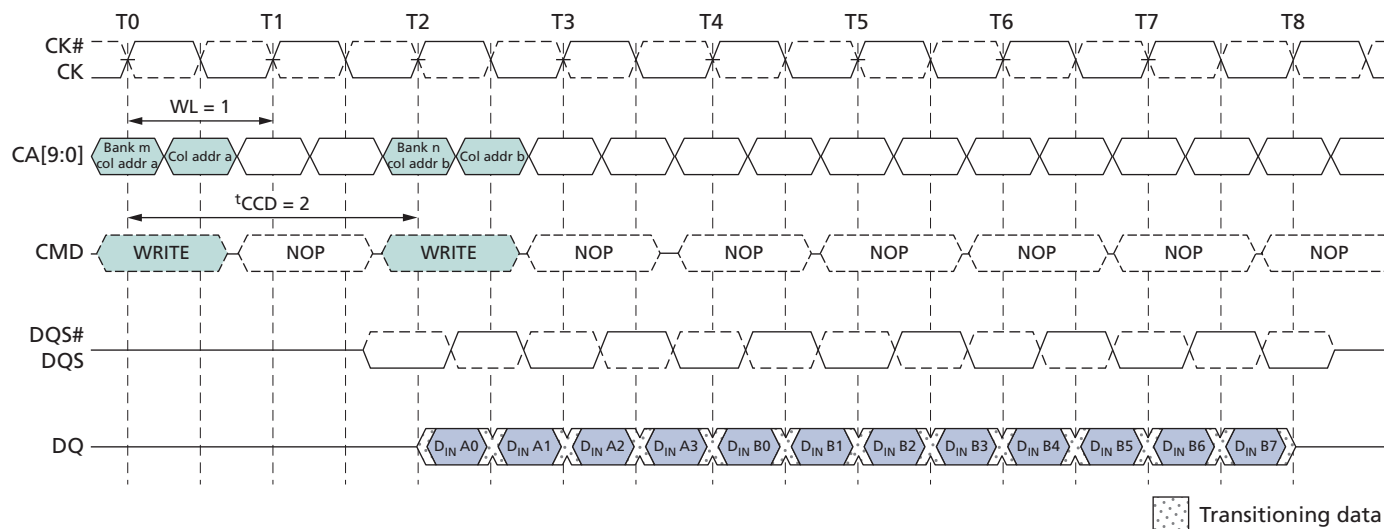 T0 T1 T2 T3 T4 T5 T6 T7 T8
CK#
CK
WL = 1
CA[9:0]
Bank m
col addr a
Col addr a
Bank n
col addr b
Col addr b
tCCD = 2
CMD WRITE NOP WRITE NOP NOP NOP NOP NOP NOP
DQS#
DQS
DQ DIN A0 DIN A1 DIN A2 DIN A3 DIN B0 DIN B1 DIN B2 DIN B3 DIN B4 DIN B5 DIN B6 DIN B7
Transitioning data